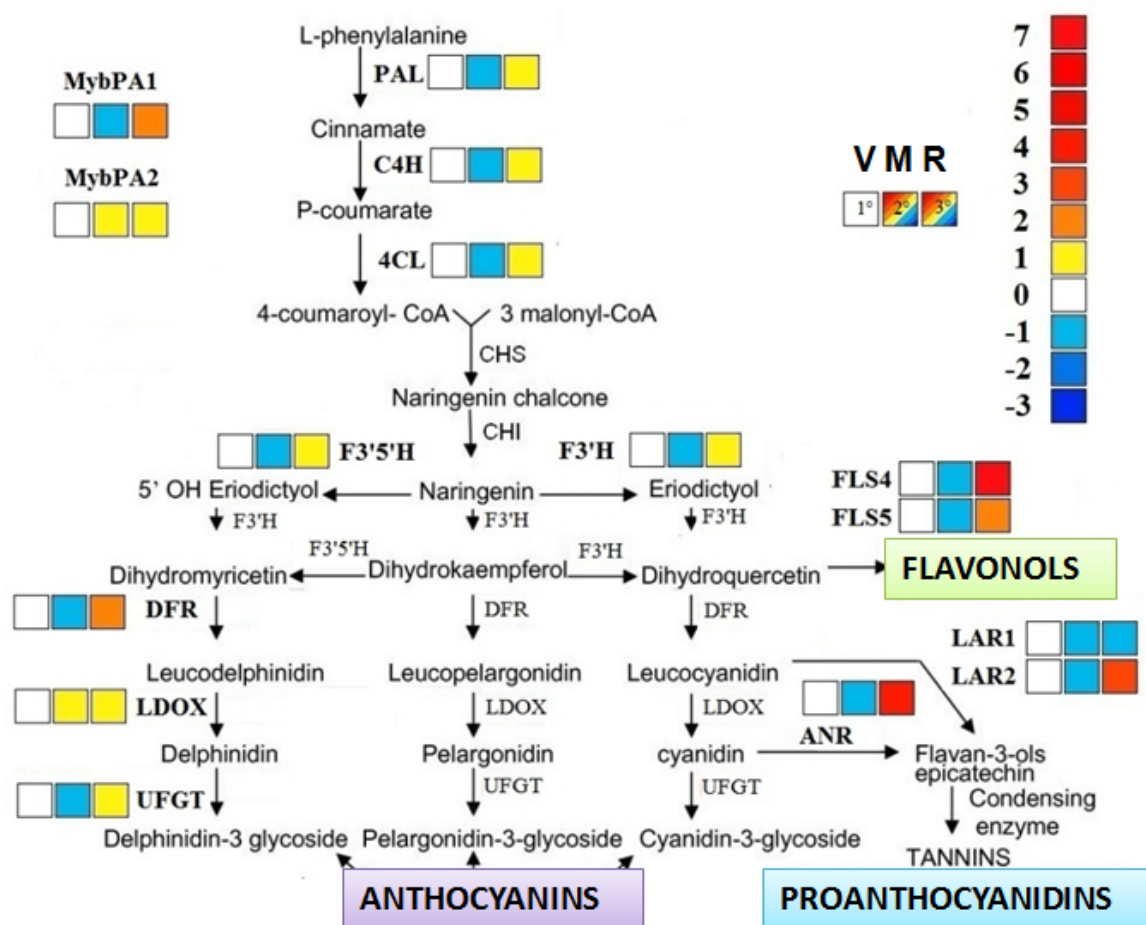 L-phenylalanine
PAL
MybPA1
Cinnamate
C4H
MybPA2
P-coumarate
4CL
4-coumaroyl- CoA
3 malonyl-CoA
CHS
Naringenin chalcone
CHI
F3'5'H
F3'H
5' OH Eriodictyol
Naringenin
Eriodictyol
F3'H
F3'H
F3'H
F3'5'H
F3'H
Dihydromyricetin
Dihydrokaempferol
Dihydroquercetin
FLS4
FLS5
FLAVONOLS
DFR
DFR
DFR
LAR1
LAR2
Leucodelphinidin
Leucopelargonidin
Leucocyanidin
LDOX
LDOX
LDOX
ANR
Delphinidin
Pelargonidin
cyanidin
Flavan-3-ols
epicatechin
UFGT
UFGT
UFGT
Condensing
enzyme
Delphinidin-3 glycoside
Pelargonidin-3-glycoside
Cyanidin-3-glycoside
TANNINS
ANTHOCYANINS
PROANTHOCYANIDINS
V M R
1° 2° 3°
7
6
5
4
3
2
1
0
-1
-2
-3